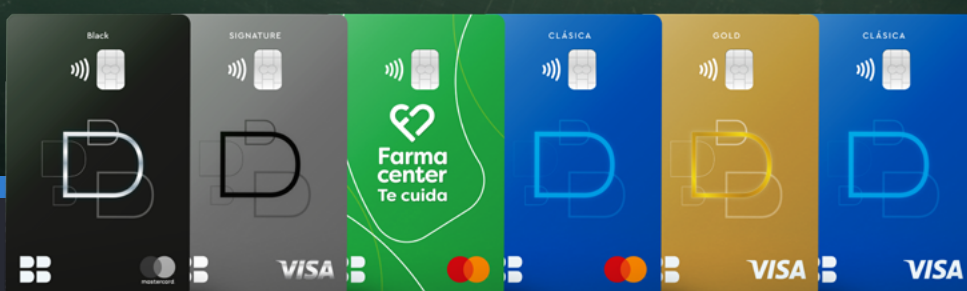 Black
mastercard
SIGNATURE
VISA
Farma
center
Te cuida
CLÁSICA
GOLD
VISA
CLÁSICA
VISA